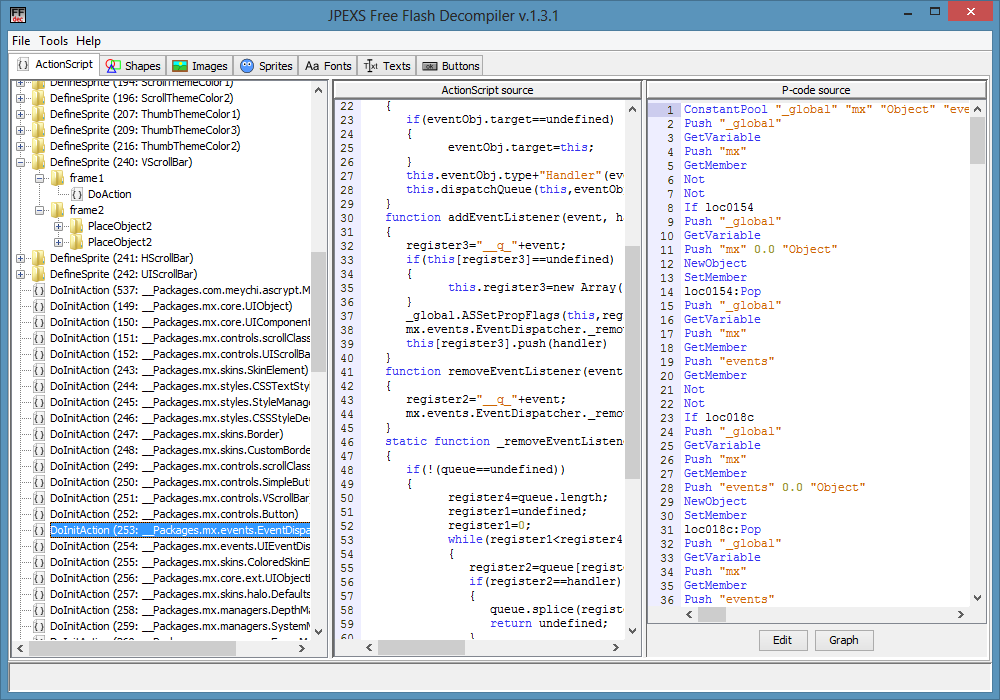 FF
dec
JPEXS Free Flash Decompiler v.1.3.1
File Tools Help
ActionScript Shapes Images Sprites Aa Fonts Txt Texts Buttons
DefineSprite (194: ScrollThemeColor1)
DefineSprite (196: ScrollThemeColor2)
DefineSprite (207: ThumbThemeColor1)
DefineSprite (209: ThumbThemeColor3)
DefineSprite (216: ThumbThemeColor2)
DefineSprite (240: VScrollBar)
frame1
DoAction
frame2
PlaceObject2
PlaceObject2
DefineSprite (241: HScrollBar)
DefineSprite (242: UIScrollBar)
DoInitAction (537: __Packages.com.meychi.ascrypt.M
DoInitAction (149: __Packages.mx.core.UIObject)
DoInitAction (150: __Packages.mx.core.UIComponent
DoInitAction (151: __Packages.mx.controls.scrollClass
DoInitAction (152: __Packages.mx.controls.UIScrollBa
DoInitAction (243: __Packages.mx.skins.SkinElement)
DoInitAction (244: __Packages.mx.styles.CSSTextSty
DoInitAction (245: __Packages.mx.styles.StyleManage
DoInitAction (246: __Packages.mx.styles.CSSStyleDec
DoInitAction (247: __Packages.mx.skins.Border)
DoInitAction (248: __Packages.mx.skins.CustomBorde
DoInitAction (249: __Packages.mx.controls.scrollClass
DoInitAction (250: __Packages.mx.controls.SimpleButt
DoInitAction (251: __Packages.mx.controls.VScrollBar
DoInitAction (252: __Packages.mx.controls.Button)
DoInitAction (253: __Packages.mx.events.EventDispa
DoInitAction (254: __Packages.mx.events.UIEventDis
DoInitAction (255: __Packages.mx.skins.ColoredSkinE
DoInitAction (256: __Packages.mx.core.ext.UIObject
DoInitAction (257: __Packages.mx.skins.halo.Defaults
DoInitAction (258: __Packages.mx.managers.DepthMa
DoInitAction (259: __Packages.mx.managers.SystemM
ActionScript source
22 {
23 if(eventObj.target==undefined)
24 {
25 eventObj.target=this;
26 }
27 this.eventObj.type+"Handler"(ev
28 this.dispatchQueue(this,eventOb
29 }
30 function addEventListener(event, h
31 {
32 register3="__q_"+event;
33 if(this[register3]==undefined)
34 {
35 this.register3=new Array(
36 }
37 _global.ASSetPropFlags(this,reg
38 mx.events.EventDispatcher._remo
39 this[register3].push(handler)
40 }
41 function removeEventListener(event
42 {
43 register2="__q_"+event;
44 mx.events.EventDispatcher._remo
45 }
46 static function _removeEventListene
47 {
48 if(!(queue==undefined))
49 {
50 register4=queue.length;
51 register1=undefined;
52 register1=0;
53 while(register1<register4
54 {
55 register2=queue[registe
56 if(register2==handler)
57 {
58 queue.splice(registe
59 return undefined;
60 }
P-code source
1 ConstantPool "_global" "mx" "Object" "eve
2 Push "_global"
3 GetVariable
4 Push "mx"
5 GetMember
6 Not
7 Not
8 If loc0154
9 Push "_global"
10 GetVariable
11 Push "mx" 0.0 "Object"
12 NewObject
13 SetMember
14 loc0154:Pop
15 Push "_global"
16 GetVariable
17 Push "mx"
18 GetMember
19 Push "events"
20 GetMember
21 Not
22 Not
23 If loc018c
24 Push "_global"
25 GetVariable
26 Push "mx"
27 GetMember
28 Push "events" 0.0 "Object"
29 NewObject
30 SetMember
31 loc018c:Pop
32 Push "_global"
33 GetVariable
34 Push "mx"
35 GetMember
36 Push "events"
Edit Graph